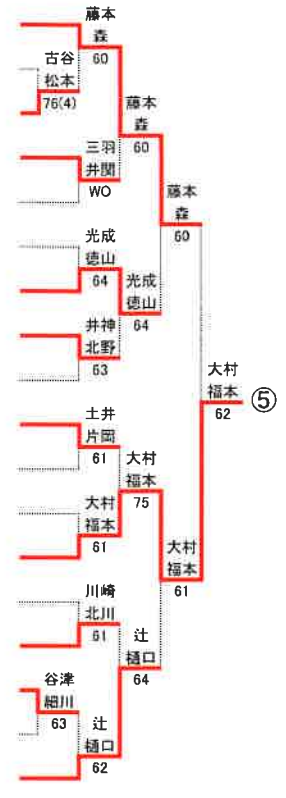 藤本
森
60
古谷
松本
76(4)
藤本
森
60
三羽
井関
WO
藤本
森
60
光成
徳山
64
光成
徳山
64
井神
北野
63
大村
福本
62
⑤
土井
片岡
61
大村
福本
75
大村
福本
61
大村
福本
61
川崎
北川
61
辻
樋口
64
谷津
細川
63
辻
樋口
62